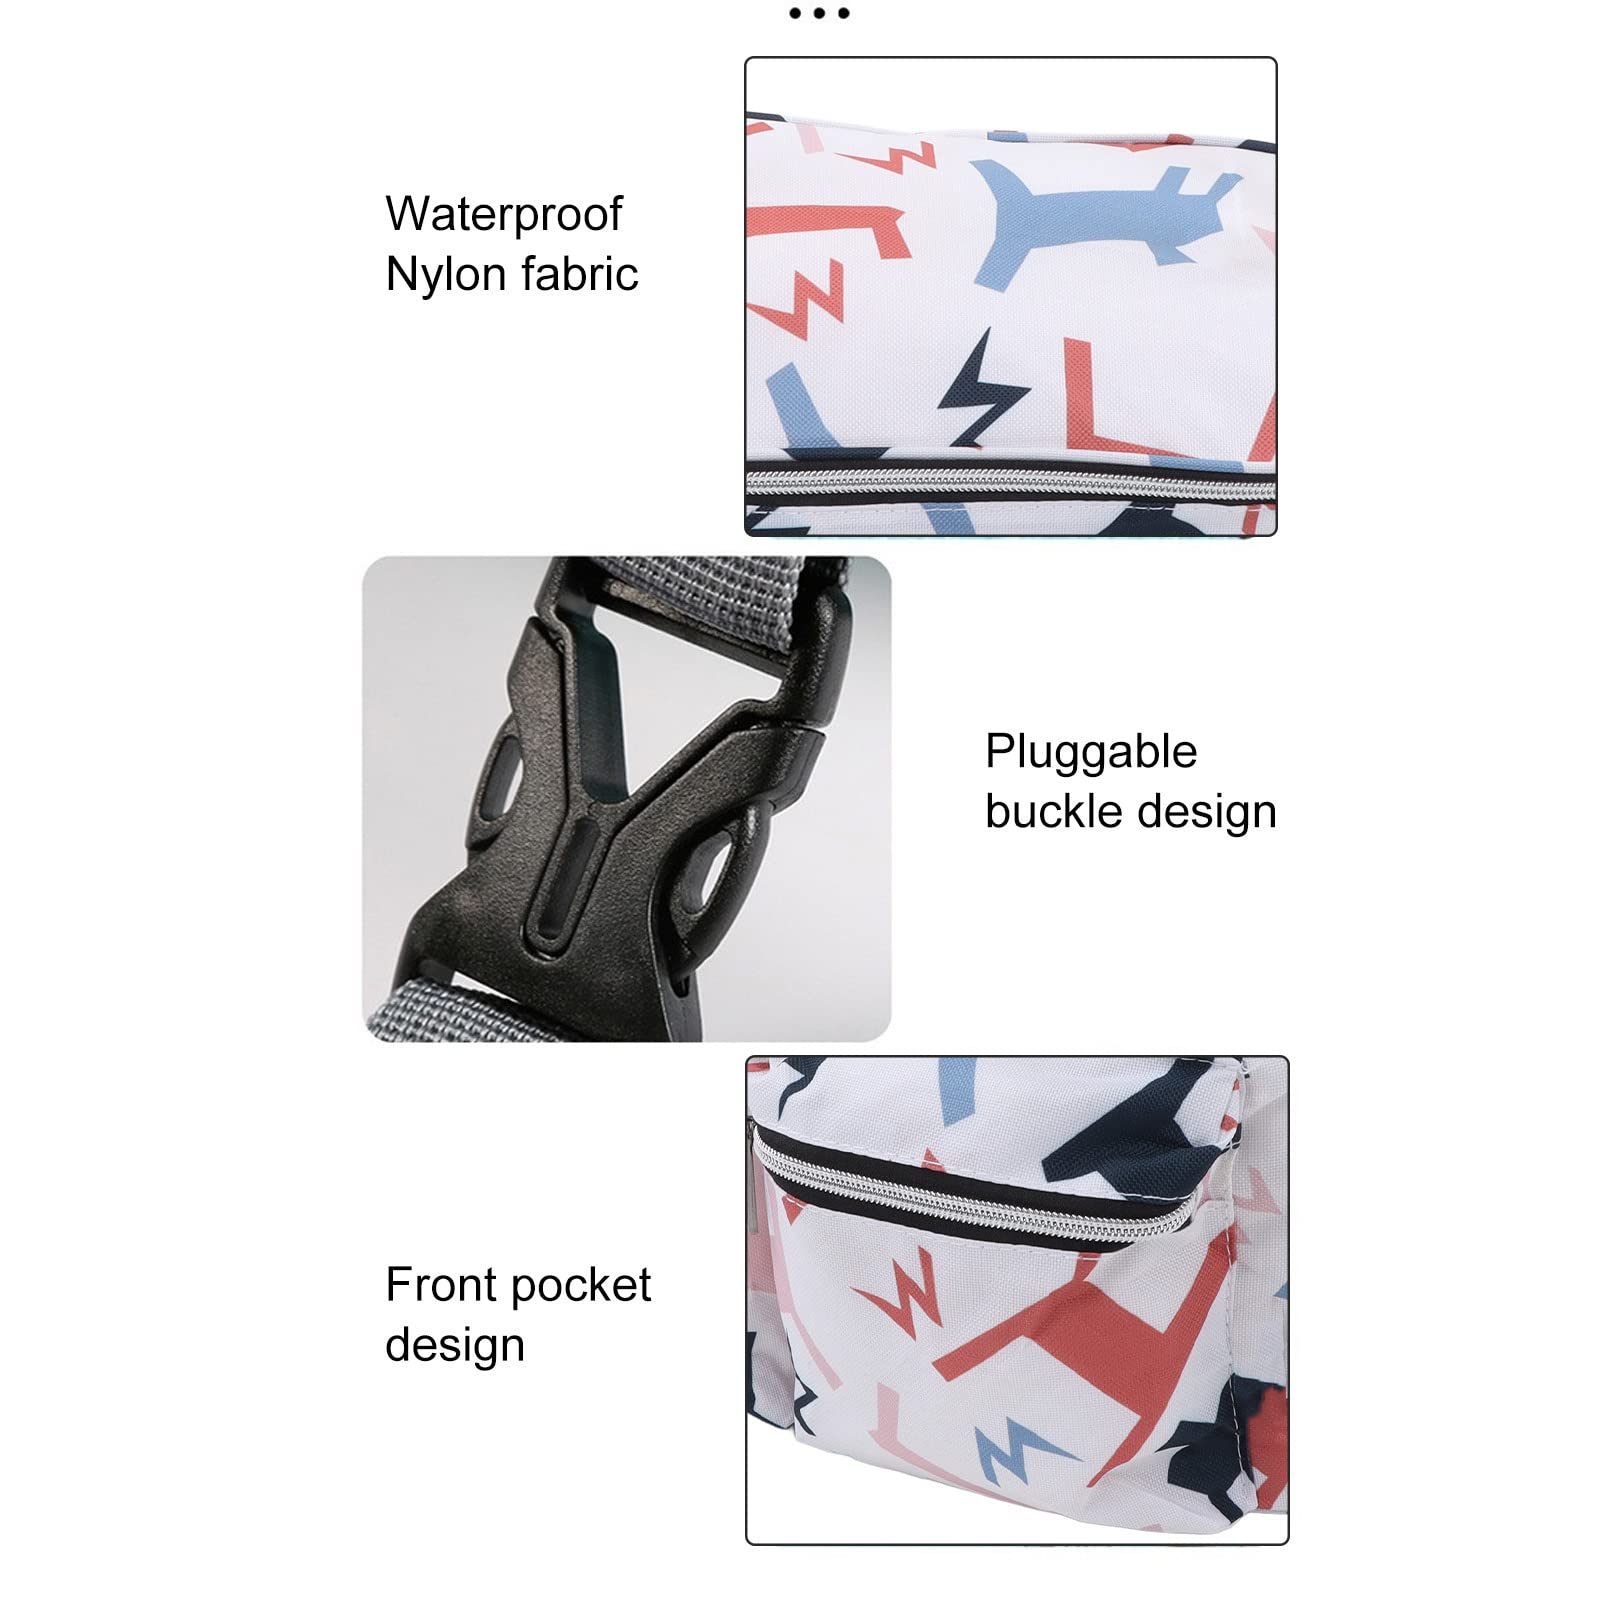 Waterproof
Nylon fabric
Pluggable
buckle design
Front pocket
design